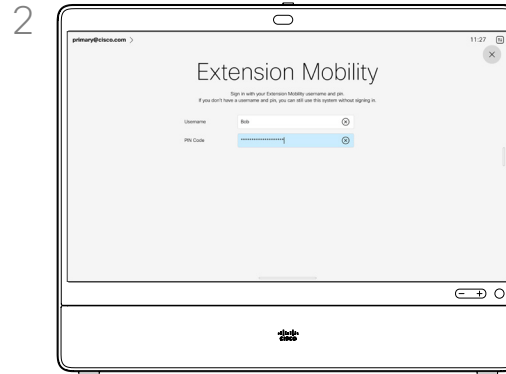 2
primary@cisco.com
11:27
Extension Mobility
Sign in with your Extension Mobility username and pin.
If you don't have a username and pin, you can still use this system without signing in.
Username
Bob
PIN Code
CISCO